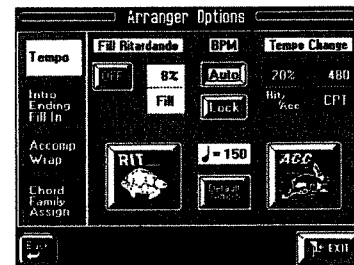 Arranger Options
Tempo
Intro
Ending
Fill In
Accomp
Wrap
Chord
Family
Assign
Fill Ritardando
OFF
8%
Fill
BPM
Auto
Lock
Tempo Change
20% 480
Rit/Acc CPT
RIT
♩=150
Default
ACC
EXIT